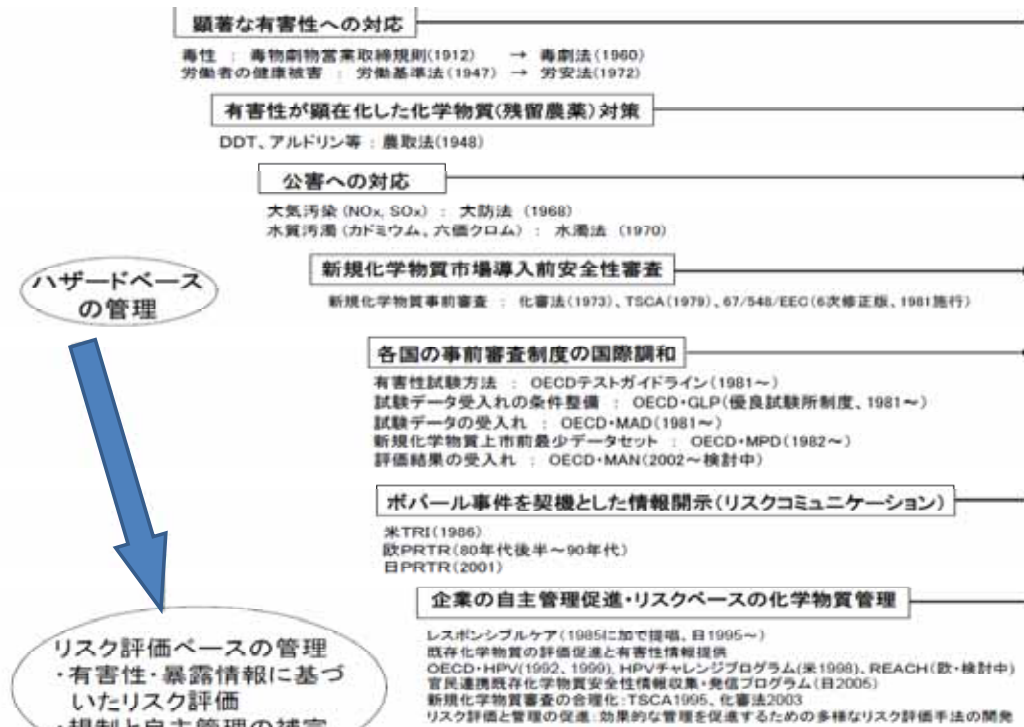 顕著な有害性への対応
毒性 : 毒物劇物営業取締規則(1912) → 毒劇法(1960)
労働者の健康被害 : 労働基準法(1947) → 労安法(1972)
有害性が顕在化した化学物質(残留農薬)対策
DDT、アルドリン等 : 農取法(1948)
公害への対応
大気汚染 (NOx, SOx) : 大防法 (1968)
水質汚濁 (カドミウム、六価クロム) : 水濁法 (1970)
ハザードベース
の管理
新規化学物質市場導入前安全性審査
新規化学物質事前審査 : 化審法(1973)、TSCA(1979)、67/548/EEC(6次修正版、1981施行)
各国の事前審査制度の国際調和
有害性試験方法 : OECDテストガイドライン(1981~)
試験データ受入れの条件整備 : OECD・GLP(優良試験所制度、1981~)
試験データの受入れ : OECD・MAD(1981~)
新規化学物質上市前最少データセット : OECD・MPD(1982~)
評価結果の受入れ : OECD・MAN(2002~検討中)
ボパール事件を契機とした情報開示(リスクコミュニケーション)
米TRI(1986)
欧PRTR(80年代後半~90年代)
日PRTR(2001)
企業の自主管理促進・リスクベースの化学物質管理
レスポンシブルケア(1985に加で提唱、日1995~)
既存化学物質の評価促進と有害性情報提供
OECD・HPV(1992, 1999), HPVチャレンジプログラム(米1998)、REACH(欧・検討中)
官民連携既存化学物質安全性情報収集・発信プログラム(日2005)
新規化学物質審査の合理化:TSCA1995、化審法2003
リスク評価と管理の促進:効果的な管理を促進するための多様なリスク評価手法の開発
リスク評価ベースの管理
・有害性・暴露情報に基づ
いたリスク評価
・規制と自主管理の補完